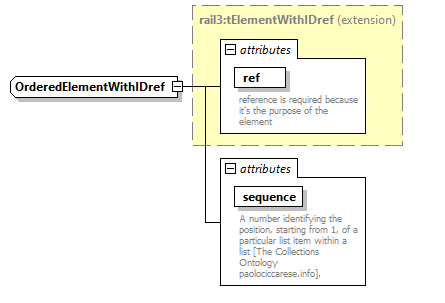 rail3:tElementWithIDref (extension)
attributes
OrderedElementWithIDref
ref
reference is required because
it's the purpose of the
element
attributes
sequence
A number identifying the
position, starting from 1, of a
particular list item within a
list [The Collections
Ontology
paolociccarese.info].